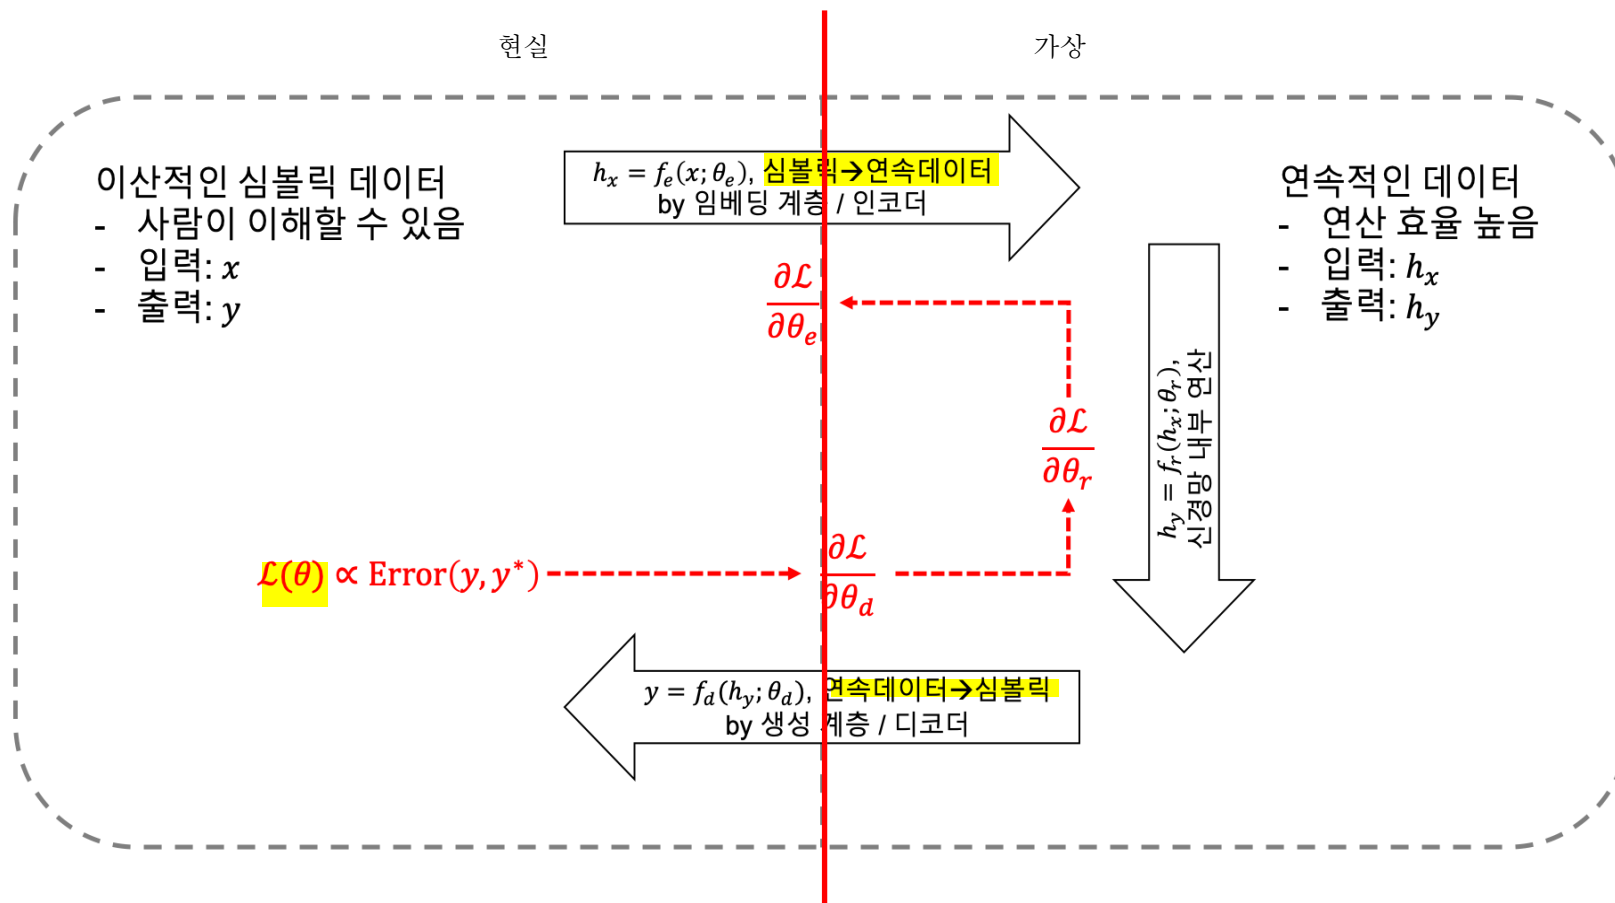 현실
가상
이산적인 심볼릭 데이터
- 사람이 이해할 수 있음
- 입력: x
- 출력: y
h_x = f_e(x; θ_e), 심볼릭→연속데이터
by 임베딩 계층 / 인코더
연속적인 데이터
- 연산 효율 높음
- 입력: h_x
- 출력: h_y
∂ℒ
∂θ_e
h_y = f_r(h_x; θ_r),
신경망 내부 연산
∂ℒ
∂θ_r
ℒ(θ) ∝ Error(y, y*)
∂ℒ
∂θ_d
y = f_d(h_y; θ_d), 연속데이터→심볼릭
by 생성 계층 / 디코더